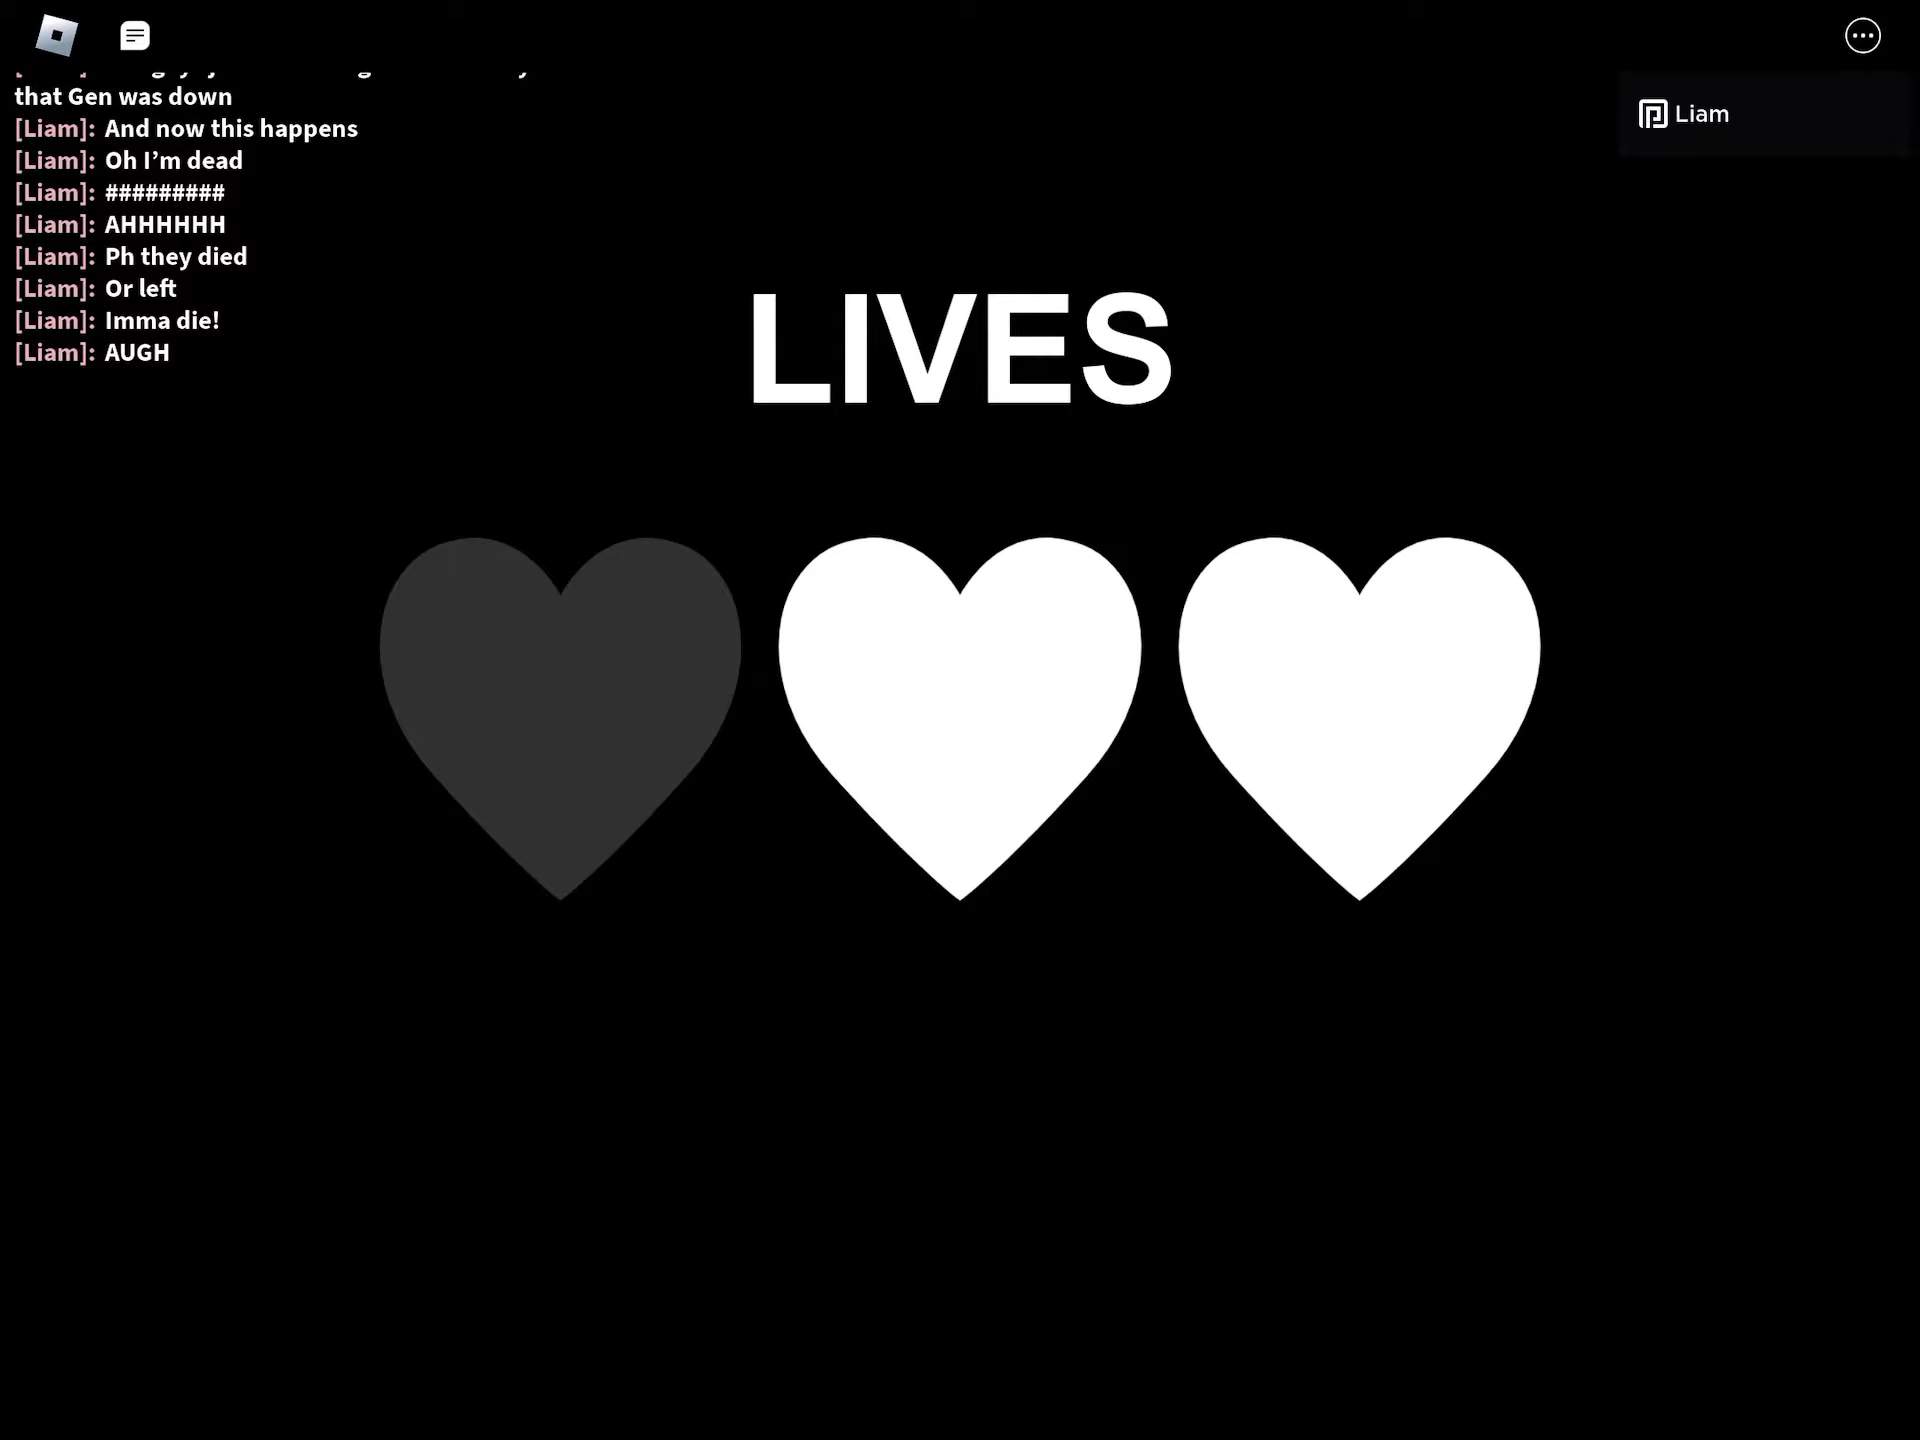 that Gen was down
[Liam]: And now this happens
[Liam]: Oh I’m dead
[Liam]: #########
[Liam]: AHHHHHH
[Liam]: Ph they died
[Liam]: Or left
[Liam]: Imma die!
[Liam]: AUGH
Liam
LIVES